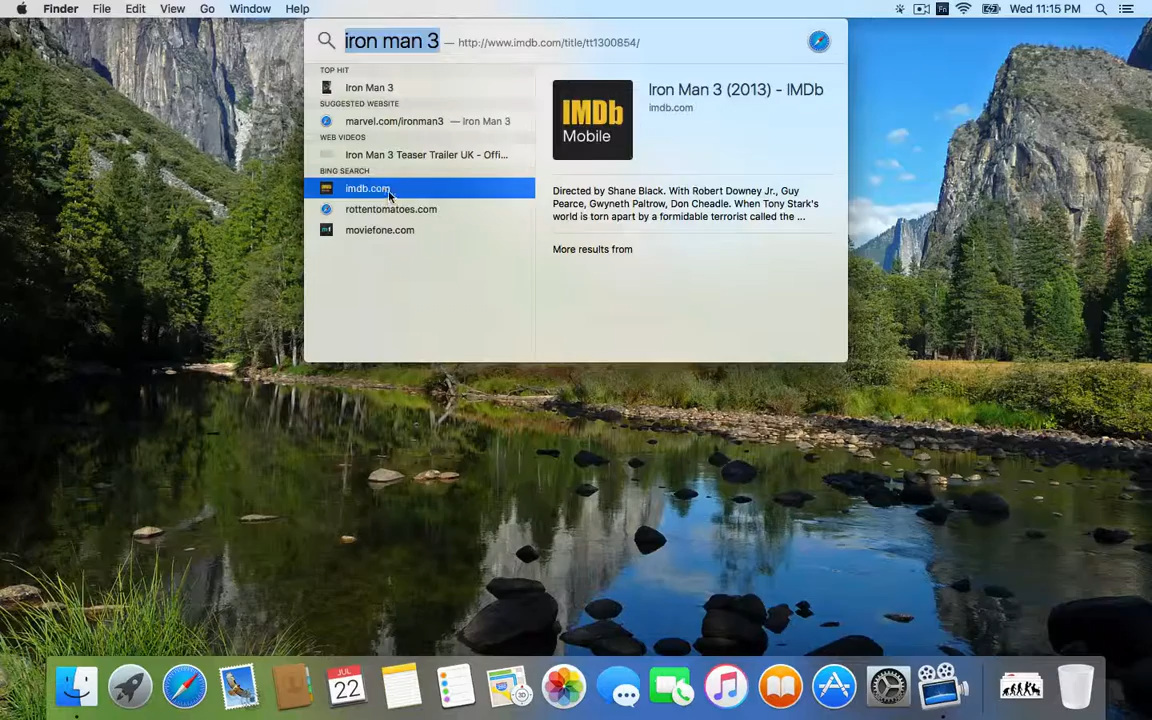 Finder File Edit View Go Window Help
Wed 11:15 PM
iron man 3 — http://www.imdb.com/title/tt1300854/
TOP HIT
Iron Man 3
SUGGESTED WEBSITE
marvel.com/ironman3 — Iron Man 3
WEB VIDEOS
Iron Man 3 Teaser Trailer UK - Offi...
BING SEARCH
imdb.com
rottentomatoes.com
moviefone.com
IMDb
Mobile
Iron Man 3 (2013) - IMDb
imdb.com
Directed by Shane Black. With Robert Downey Jr., Guy
Pearce, Gwyneth Paltrow, Don Cheadle. When Tony Stark's
world is torn apart by a formidable terrorist called the ...
More results from
JUL
22
3D